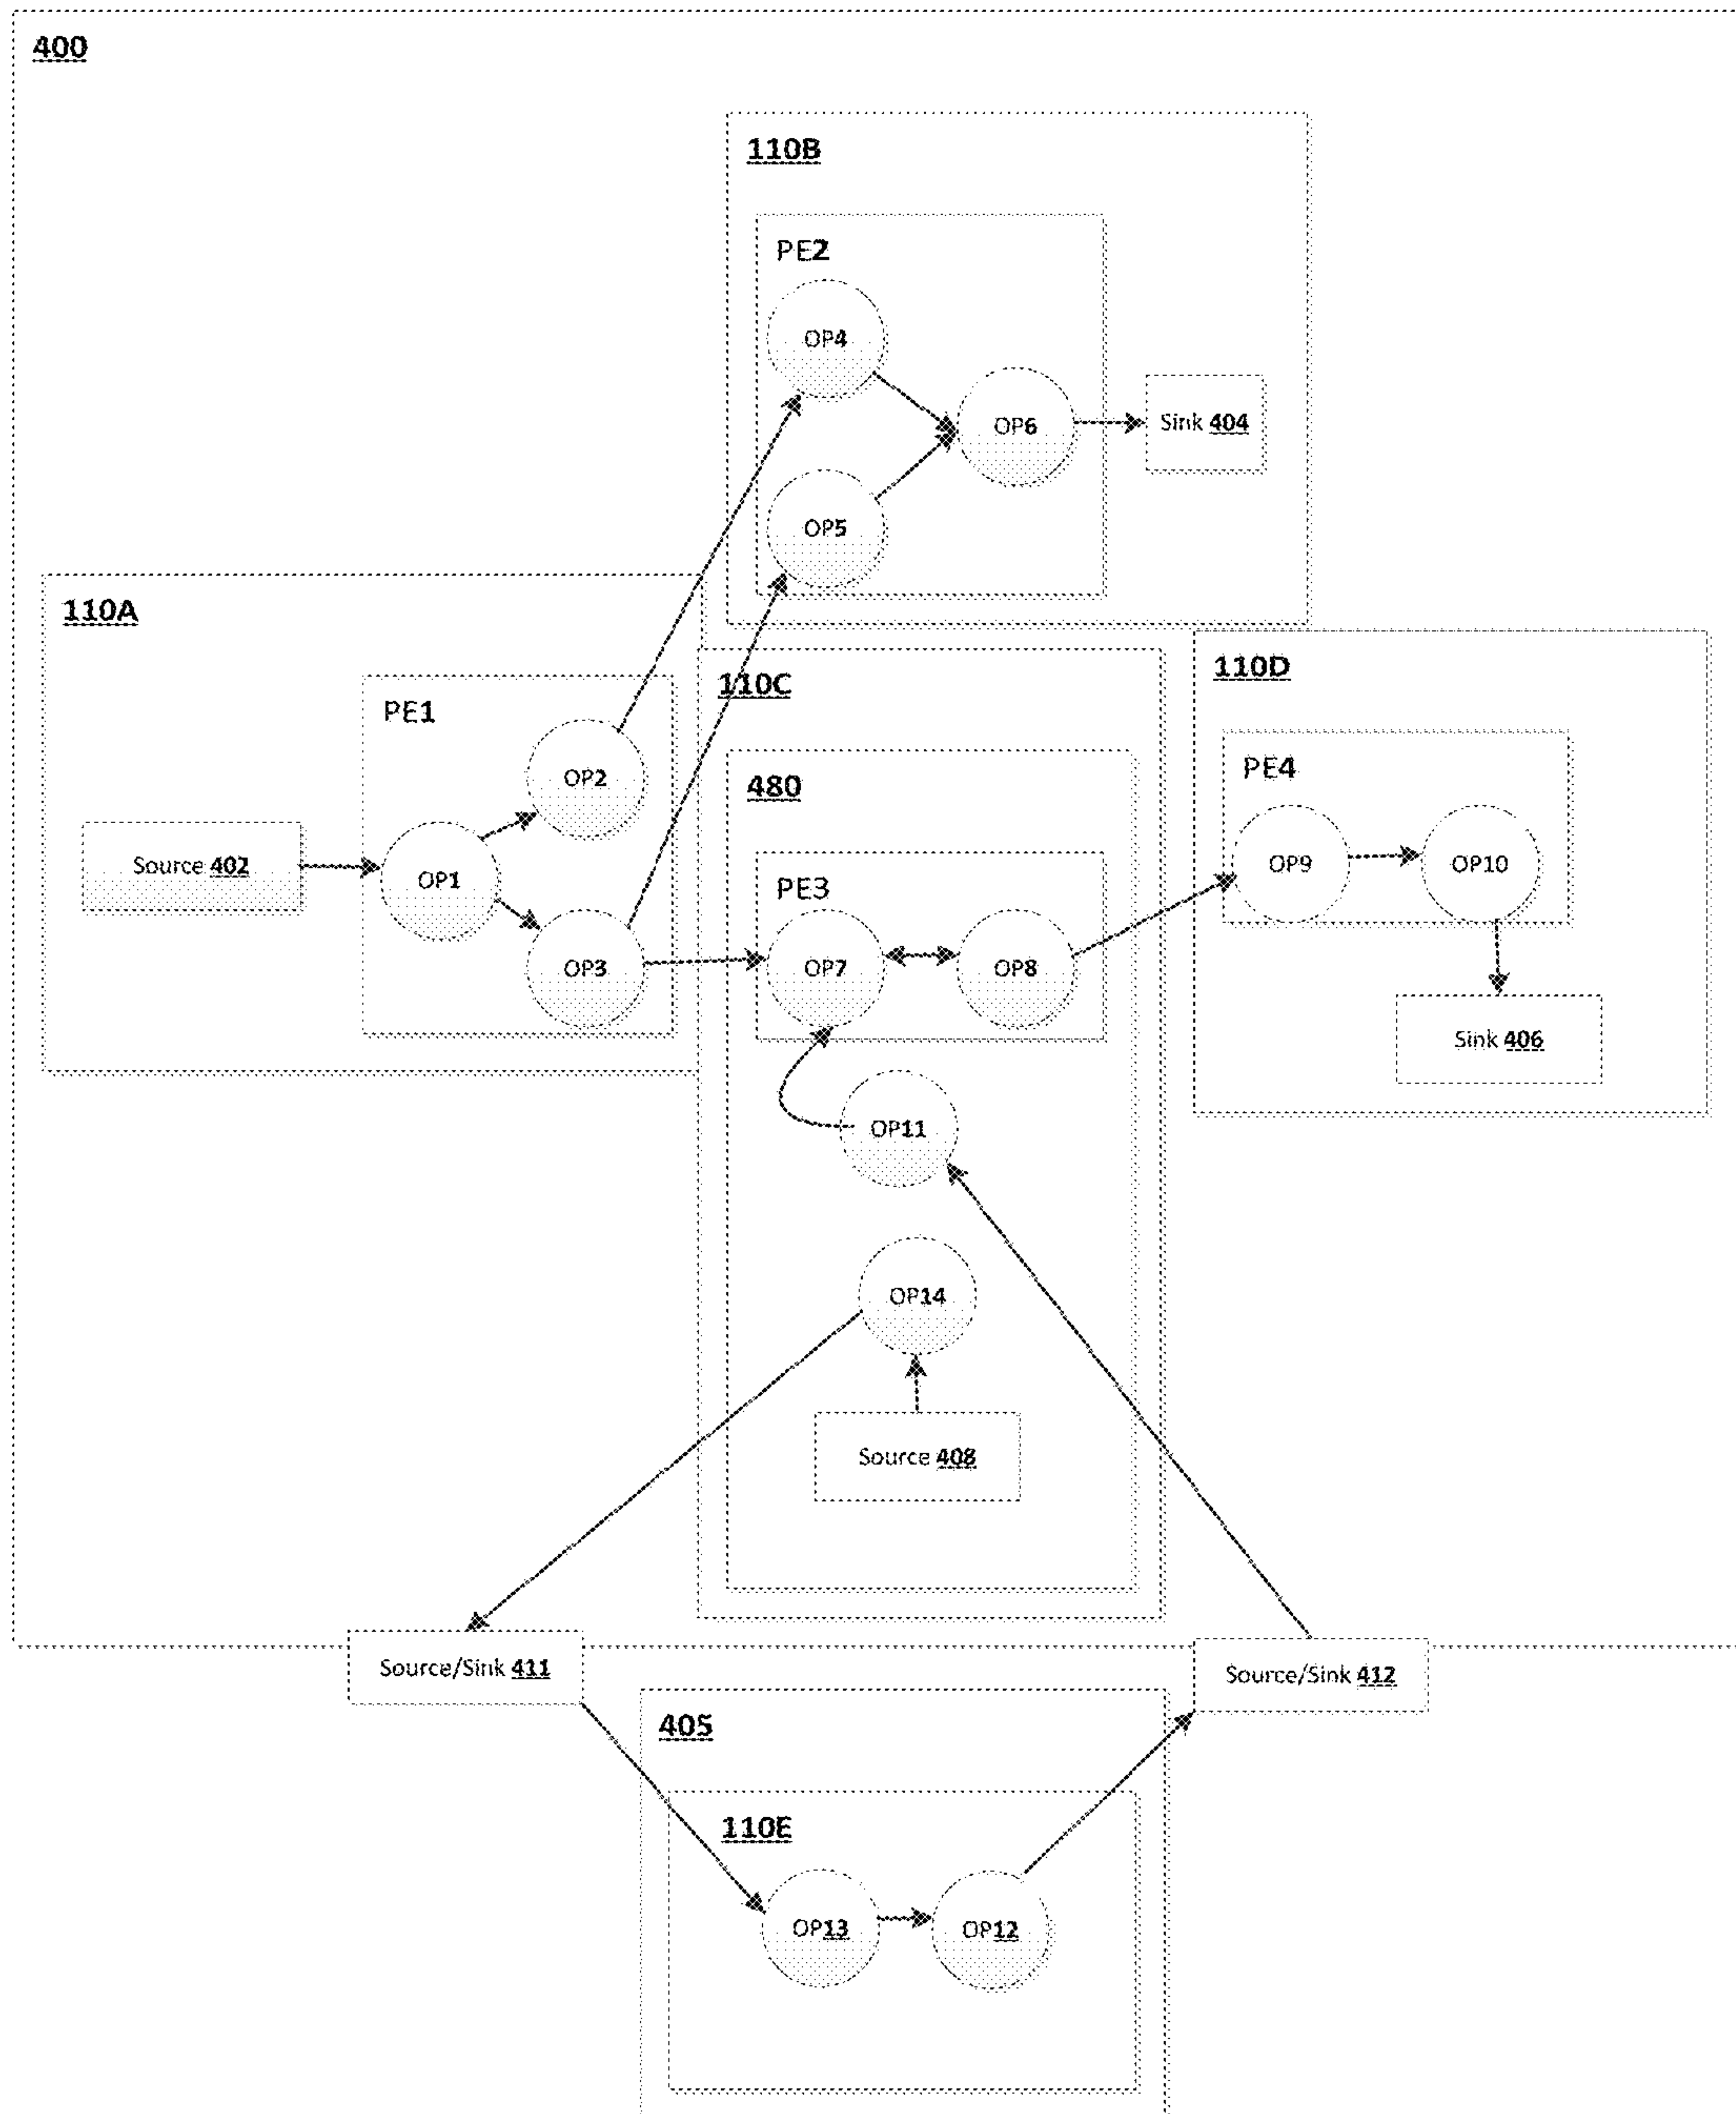 400
110B
PE2
OP4
OP6
Sink 404
OP5
110A
PE1
OP2
Source 402
OP1
OP3
110C
480
PE3
OP7
OP8
110D
PE4
OP9
OP10
Sink 406
OP11
OP14
Source 408
Source/Sink 411
Source/Sink 412
405
110E
OP13
OP12